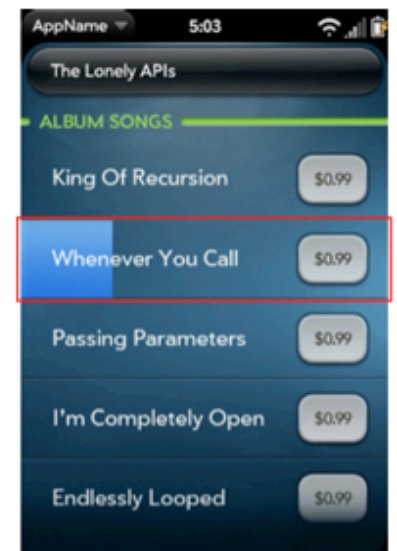 AppName 5:03
The Lonely APIs
ALBUM SONGS
King Of Recursion $0.99
Whenever You Call $0.99
Passing Parameters $0.99
I'm Completely Open $0.99
Endlessly Looped $0.99